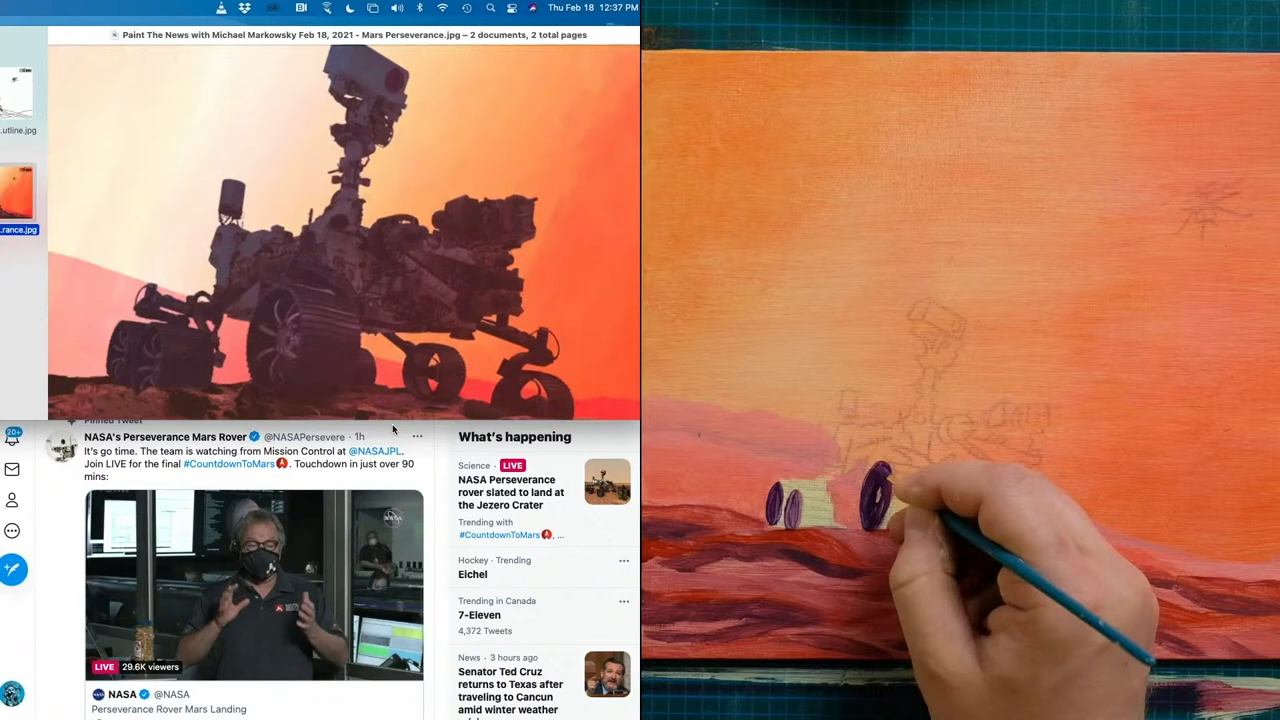 Thu Feb 18 12:37 PM
Paint The News with Michael Markowsky Feb 18, 2021 - Mars Perseverance.jpg – 2 documents, 2 total pages
...utline.jpg
...rance.jpg
Pinned Tweet
20+
NASA's Perseverance Mars Rover @NASAPersevere · 1h
It's go time. The team is watching from Mission Control at @NASAJPL.
Join LIVE for the final #CountdownToMars. Touchdown in just over 90
mins:
LIVE 29.6K viewers
NASA @NASA
Perseverance Rover Mars Landing
What's happening
Science · LIVE
NASA Perseverance
rover slated to land at
the Jezero Crater
Trending with
#CountdownToMars, ...
Hockey · Trending
Eichel
Trending in Canada
7-Eleven
4,372 Tweets
News · 3 hours ago
Senator Ted Cruz
returns to Texas after
traveling to Cancun
amid winter weather